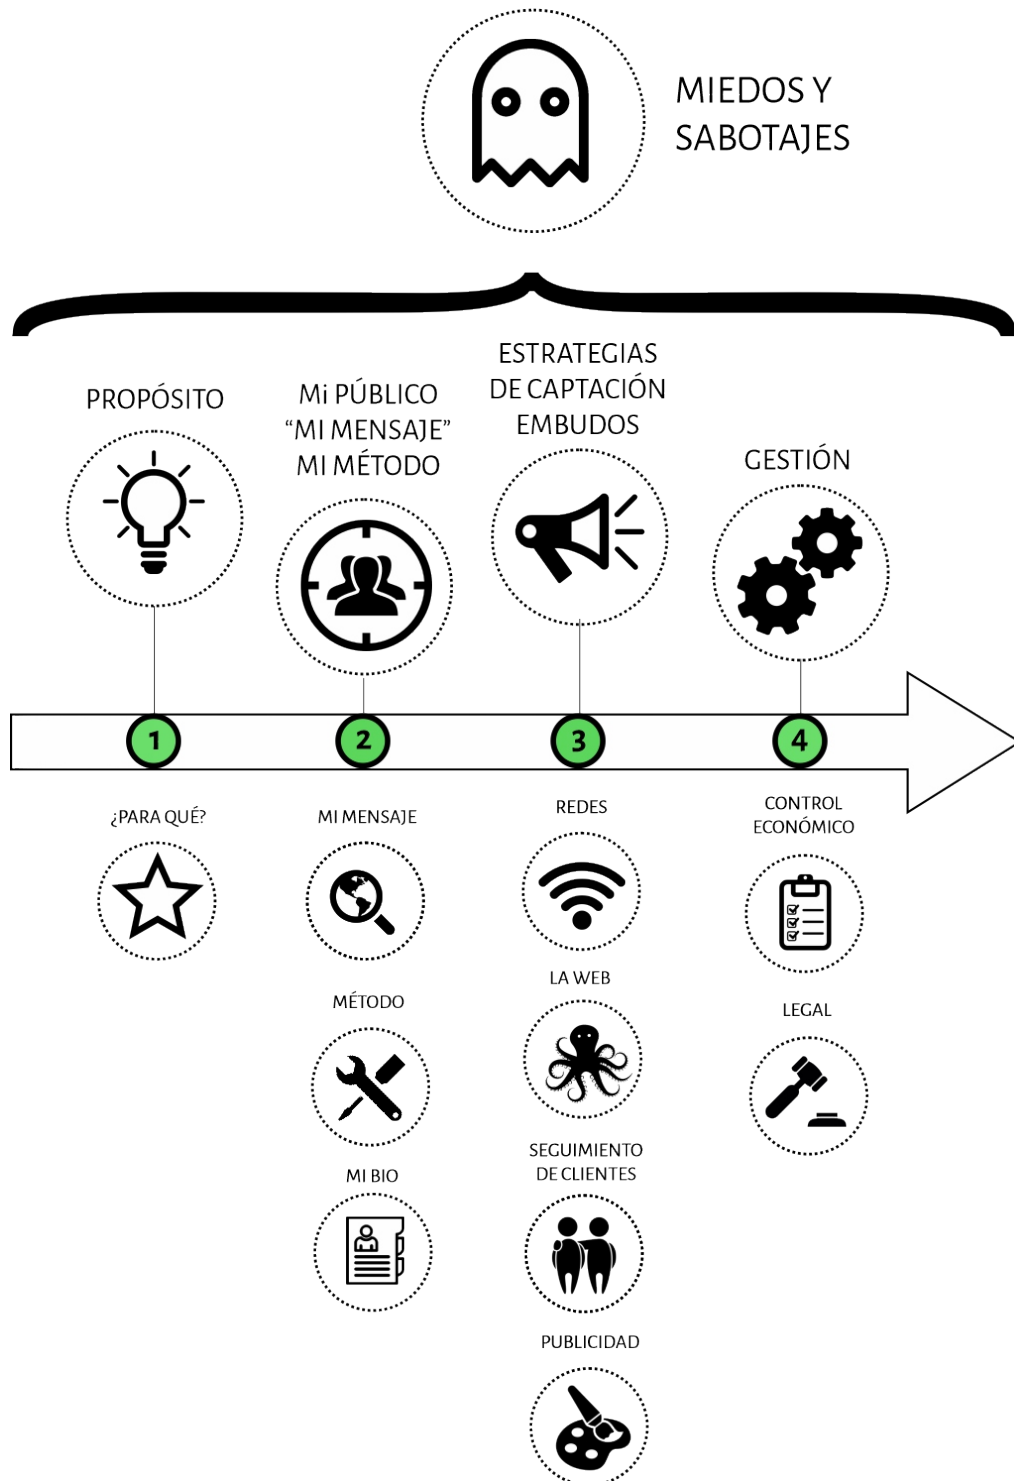 MIEDOS Y
SABOTAJES
PROPÓSITO
Mi PÚBLICO
“MI MENSAJE”
MI MÉTODO
ESTRATEGIAS
DE CAPTACIÓN
EMBUDOS
GESTIÓN
1
2
3
4
¿PARA QUÉ?
MI MENSAJE
MÉTODO
MI BIO
REDES
LA WEB
SEGUIMIENTO
DE CLIENTES
PUBLICIDAD
CONTROL
ECONÓMICO
LEGAL